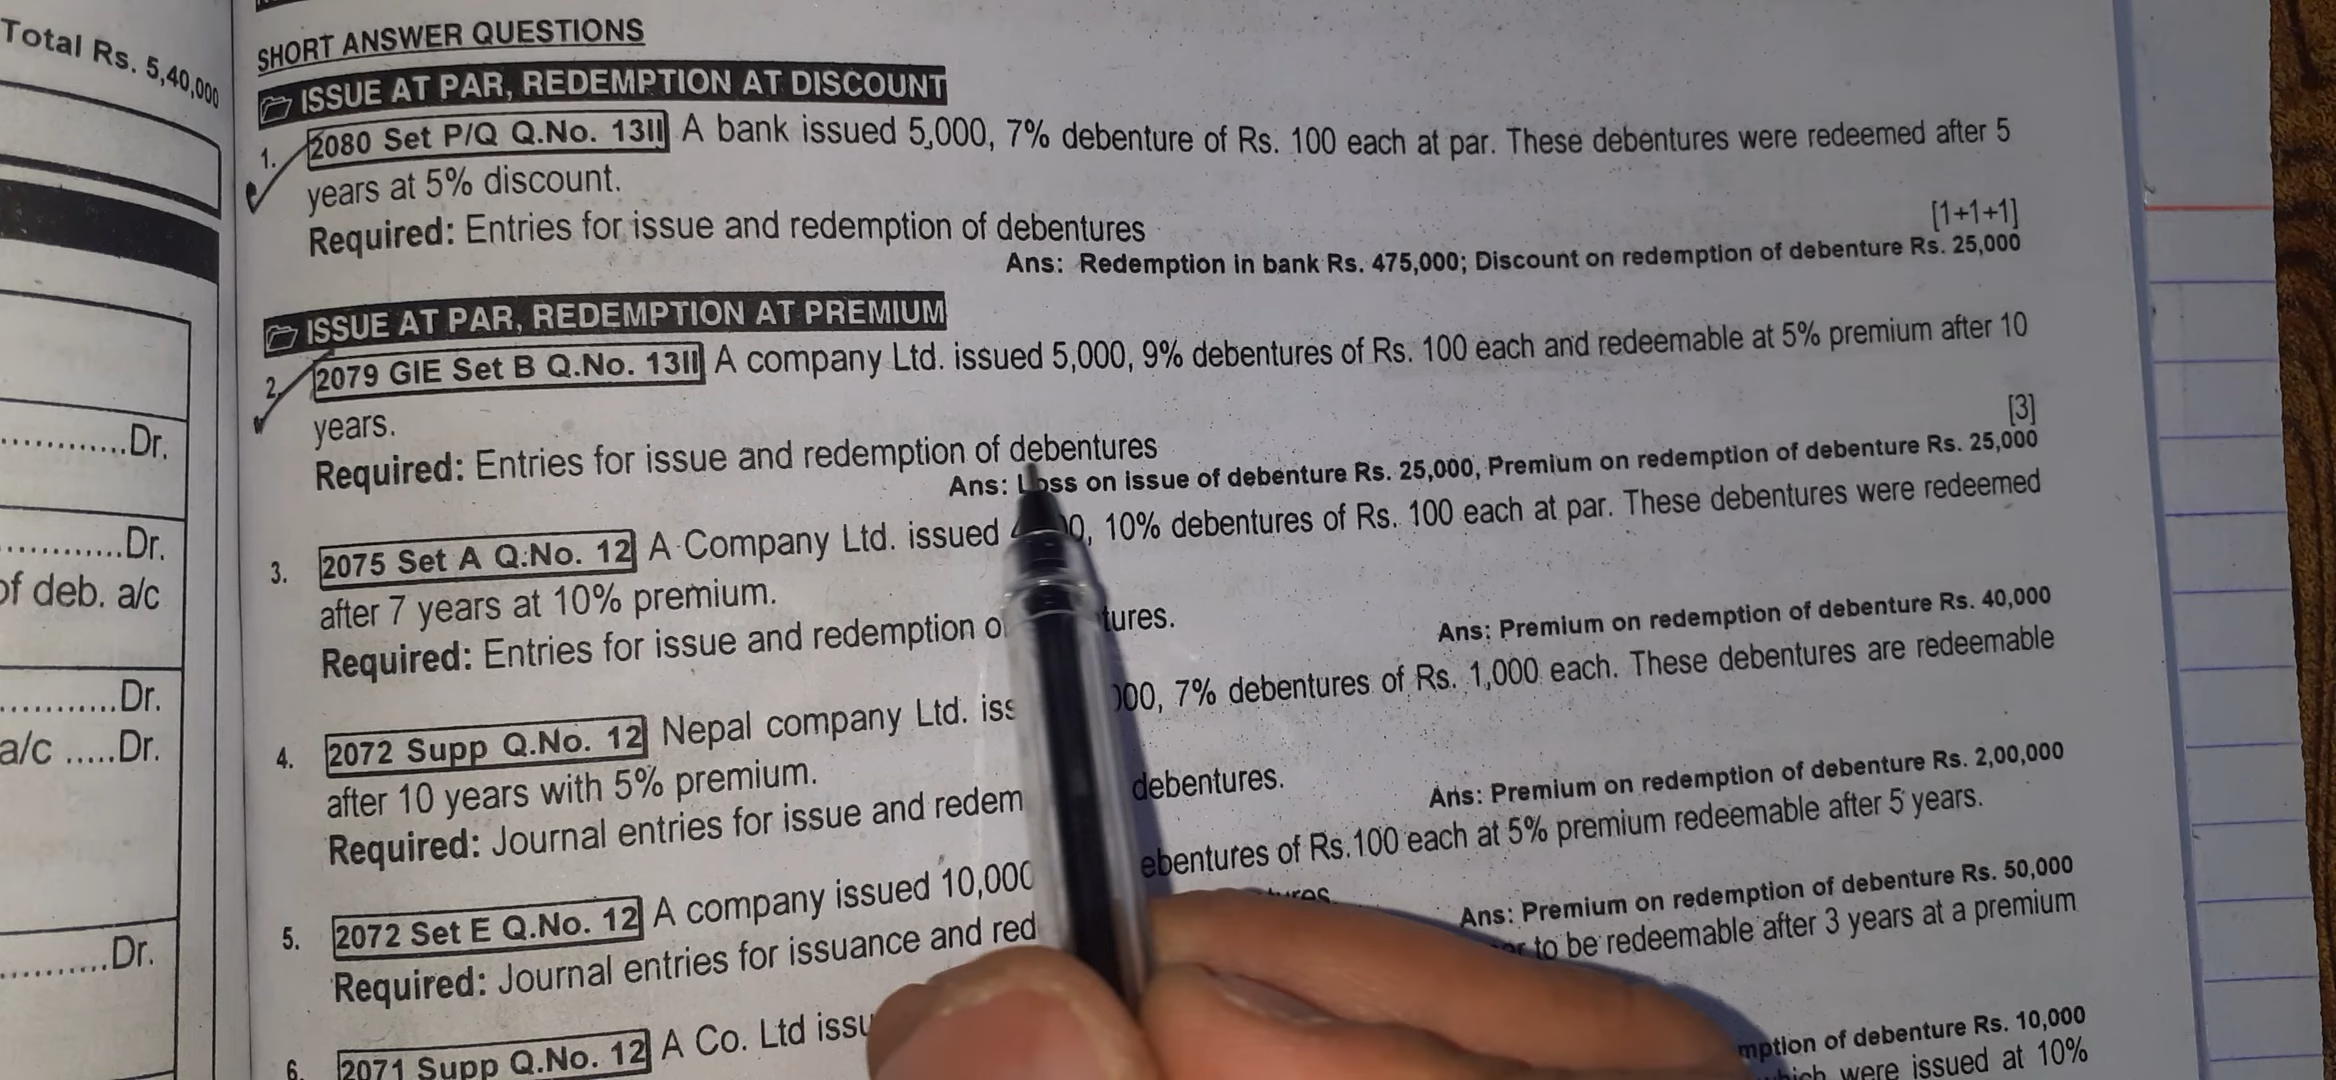 Total Rs. 5,40,000
............Dr.
............Dr.
of deb. a/c
...........Dr.
a/c .....Dr.
...........Dr.
SHORT ANSWER QUESTIONS
ISSUE AT PAR, REDEMPTION AT DISCOUNT
1. 2080 Set P/Q Q.No. 13II A bank issued 5,000, 7% debenture of Rs. 100 each at par. These debentures were redeemed after 5
years at 5% discount.
Required: Entries for issue and redemption of debentures [1+1+1]
Ans: Redemption in bank Rs. 475,000; Discount on redemption of debenture Rs. 25,000
ISSUE AT PAR, REDEMPTION AT PREMIUM
2. 2079 GIE Set B Q.No. 13II A company Ltd. issued 5,000, 9% debentures of Rs. 100 each and redeemable at 5% premium after 10
years.
Required: Entries for issue and redemption of debentures [3]
Ans: Loss on issue of debenture Rs. 25,000, Premium on redemption of debenture Rs. 25,000
3. 2075 Set A Q.No. 12 A Company Ltd. issued 10% debentures of Rs. 100 each at par. These debentures were redeemed
after 7 years at 10% premium.
Required: Entries for issue and redemption
Ans: Premium on redemption of debenture Rs. 40,000
4. 2072 Supp Q.No. 12 Nepal company Ltd. 7% debentures of Rs. 1,000 each. These debentures are redeemable
after 10 years with 5% premium.
Required: Journal entries for issue and debentures.
Ans: Premium on redemption of debenture Rs. 2,00,000
5. 2072 Set E Q.No. 12 A company issued 10,000 ebentures of Rs.100 each at 5% premium redeemable after 5 years.
Required: Journal entries for issuance and
Ans: Premium on redemption of debenture Rs. 50,000
6. 2071 Supp Q.No. 12 A Co. Ltd to be redeemable after 3 years at a premium
of debenture Rs. 10,000
were issued at 10%